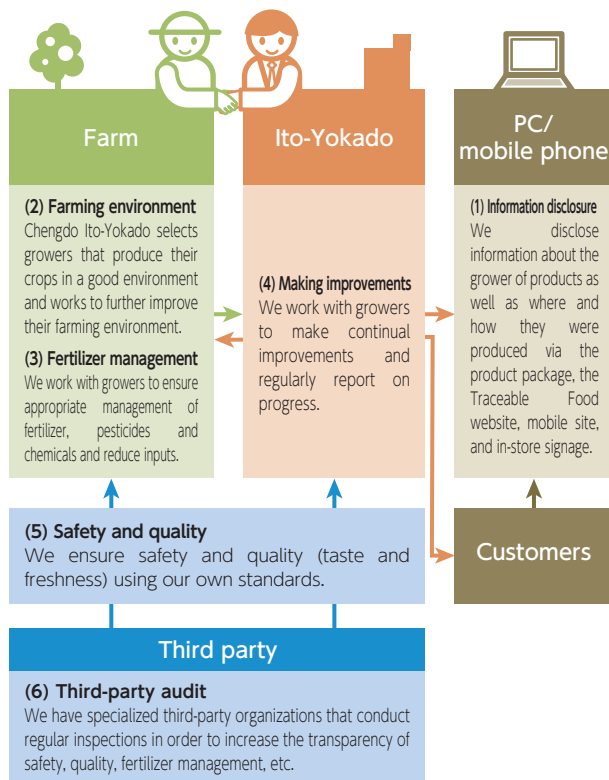 Farm
(2) Farming environment
Chengdo Ito-Yokado selects
growers that produce their
crops in a good environment
and works to further improve
their farming environment.
(3) Fertilizer management
We work with growers to ensure
appropriate management of
fertilizer, pesticides and
chemicals and reduce inputs.
Ito-Yokado
(4) Making improvements
We work with growers
to make continual
improvements and
regularly report on
progress.
PC/
mobile phone
(1) Information disclosure
We disclose
information about the
grower of products as
well as where and
how they were
produced via the
product package, the
Traceable Food
website, mobile site,
and in-store signage.
(5) Safety and quality
We ensure safety and quality (taste and
freshness) using our own standards.
Customers
Third party
(6) Third-party audit
We have specialized third-party organizations that conduct
regular inspections in order to increase the transparency of
safety, quality, fertilizer management, etc.